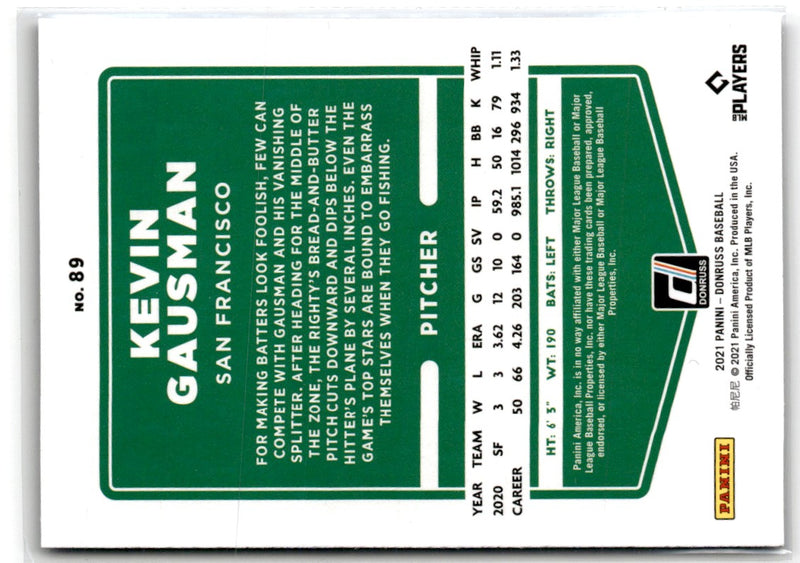 No. 89
KEVIN
GAUSMAN
SAN FRANCISCO
FOR MAKING BATTERS LOOK FOOLISH, FEW CAN
COMPETE WITH GAUSMAN AND HIS VANISHING
SPLITTER. AFTER HEADING FOR THE MIDDLE OF
THE ZONE, THE RIGHTY'S BREAD-AND-BUTTER
PITCH CUTS DOWNWARD AND DIPS BELOW THE
HITTER'S PLANE BY SEVERAL INCHES. EVEN THE
GAME'S TOP STARS ARE BOUND TO EMBARRASS
THEMSELVES WHEN THEY GO FISHING.
PITCHER
YEAR TEAM W L ERA G GS SV IP H BB K WHIP
2020 SF 3 3 3.62 12 10 0 59.2 50 16 79 1.11
CAREER 50 66 4.26 203 164 0 985.1 1014 296 934 1.33
HT: 6' 3" WT: 190 BATS: LEFT THROWS: RIGHT
Panini America, Inc. is in no way affiliated with either Major League Baseball or Major
League Baseball Properties, Inc. nor have these trading cards been prepared, approved,
endorsed, or licensed by either Major League Baseball or Major League Baseball
Properties, Inc.
DONRUSS
PANINI
2021 PANINI – DONRUSS BASEBALL
帕尼尼 © 2021 Panini America, Inc. Produced in the USA.
Officially Licensed Product of MLB Players, Inc.
MLB PLAYERS